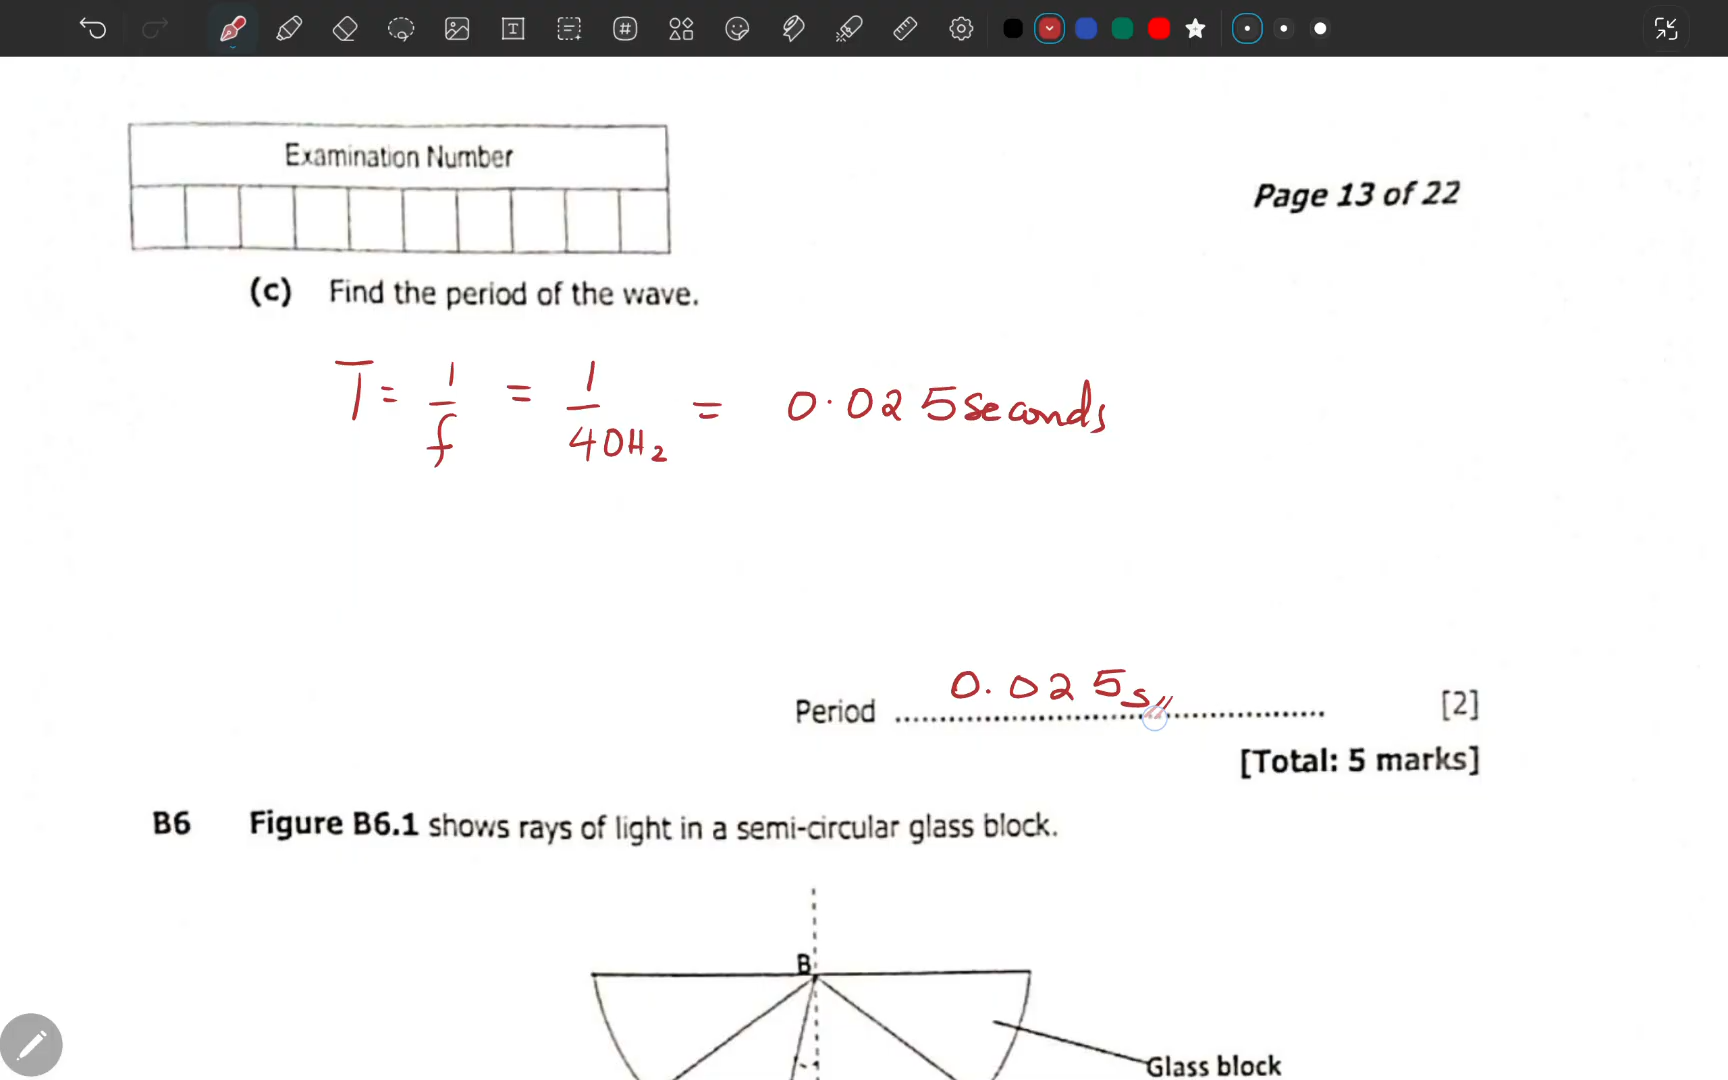 Examination Number
Page 13 of 22
(c) Find the period of the wave.
T = 1/f = 1/40Hz = 0.025 seconds
0.025s
Period ........................................ [2]
[Total: 5 marks]
B6 Figure B6.1 shows rays of light in a semi-circular glass block.
B
Glass block